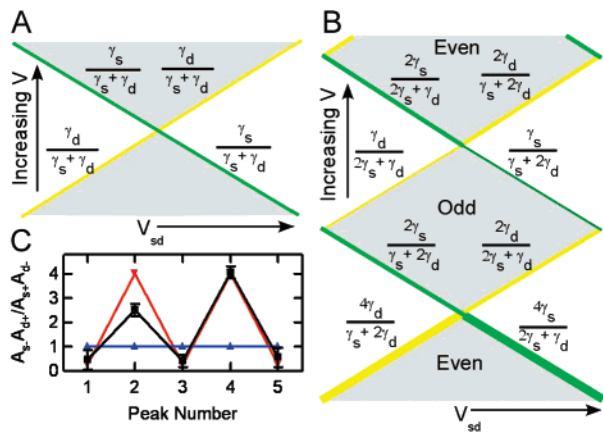 A
γs γd
γs + γd γs + γd
Increasing V
γd γs
γs + γd γs + γd
Vsd
C
As-Ad+/As+Ad-
4
3
2
1
0
1 2 3 4 5
Peak Number
B
Even
2γs 2γd
2γs + γd γs + 2γd
Increasing V
γd γs
2γs + γd γs + 2γd
Odd
2γs 2γd
γs + 2γd 2γs + γd
4γd 4γs
γs + 2γd 2γs + γd
Even
Vsd